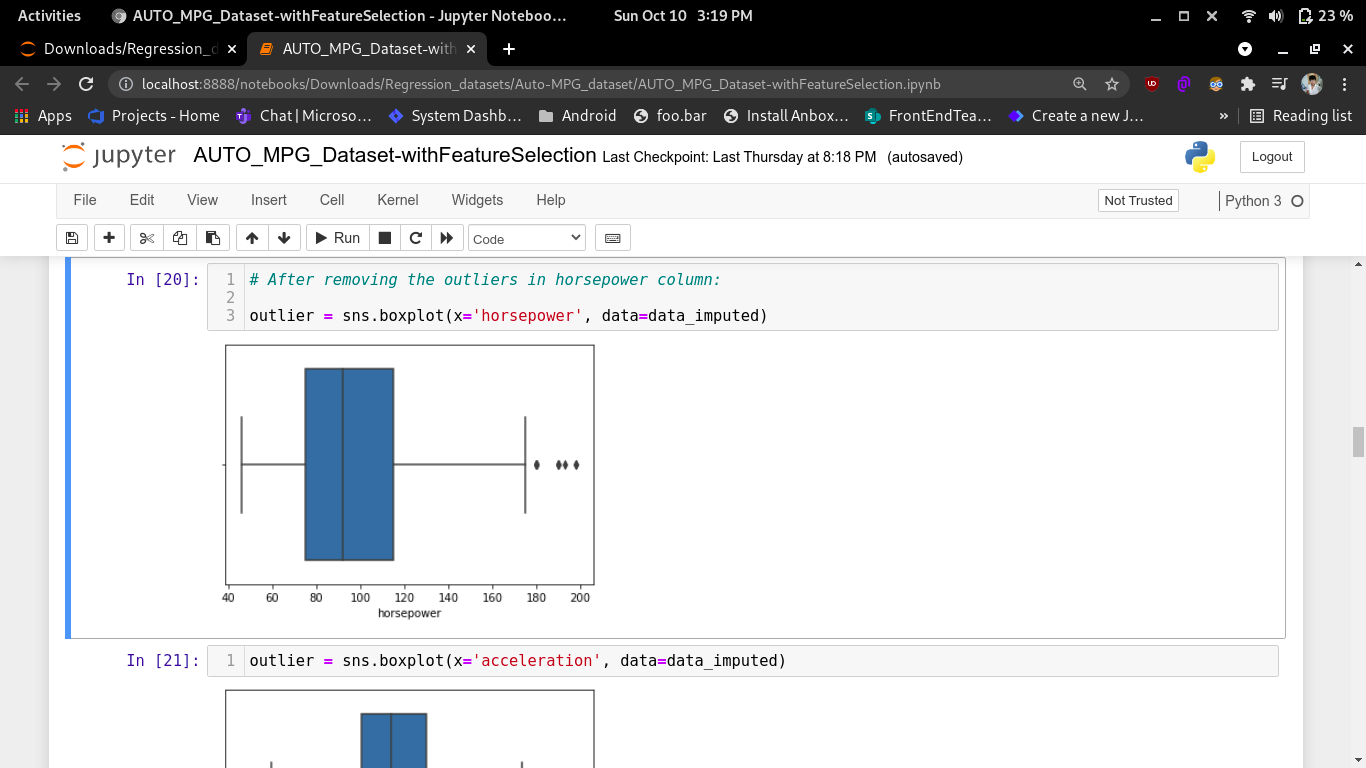 Activities AUTO_MPG_Dataset-withFeatureSelection - Jupyter Noteboo… Sun Oct 10 3:19 PM 23 %
Downloads/Regression_d AUTO_MPG_Dataset-with
localhost:8888/notebooks/Downloads/Regression_datasets/Auto-MPG_dataset/AUTO_MPG_Dataset-withFeatureSelection.ipynb
Apps Projects - Home Chat | Microso… System Dashb… Android foo.bar Install Anbox… FrontEndTea… Create a new J… » Reading list
jupyter AUTO_MPG_Dataset-withFeatureSelection Last Checkpoint: Last Thursday at 8:18 PM (autosaved) Logout
File Edit View Insert Cell Kernel Widgets Help Not Trusted Python 3
Run Code
In [20]: 1 # After removing the outliers in horsepower column:
2
3 outlier = sns.boxplot(x='horsepower', data=data_imputed)
40 60 80 100 120 140 160 180 200
horsepower
In [21]: 1 outlier = sns.boxplot(x='acceleration', data=data_imputed)